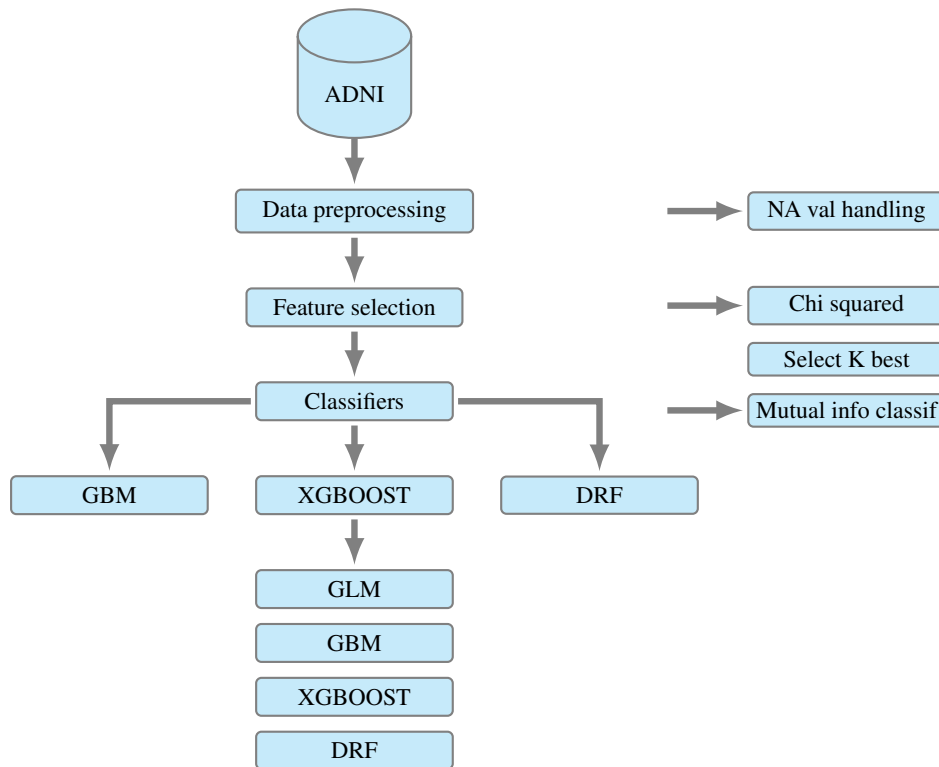 ADNI
Data preprocessing
NA val handling
Feature selection
Chi squared
Select K best
Classifiers
Mutual info classif
GBM
XGBOOST
DRF
GLM
GBM
XGBOOST
DRF